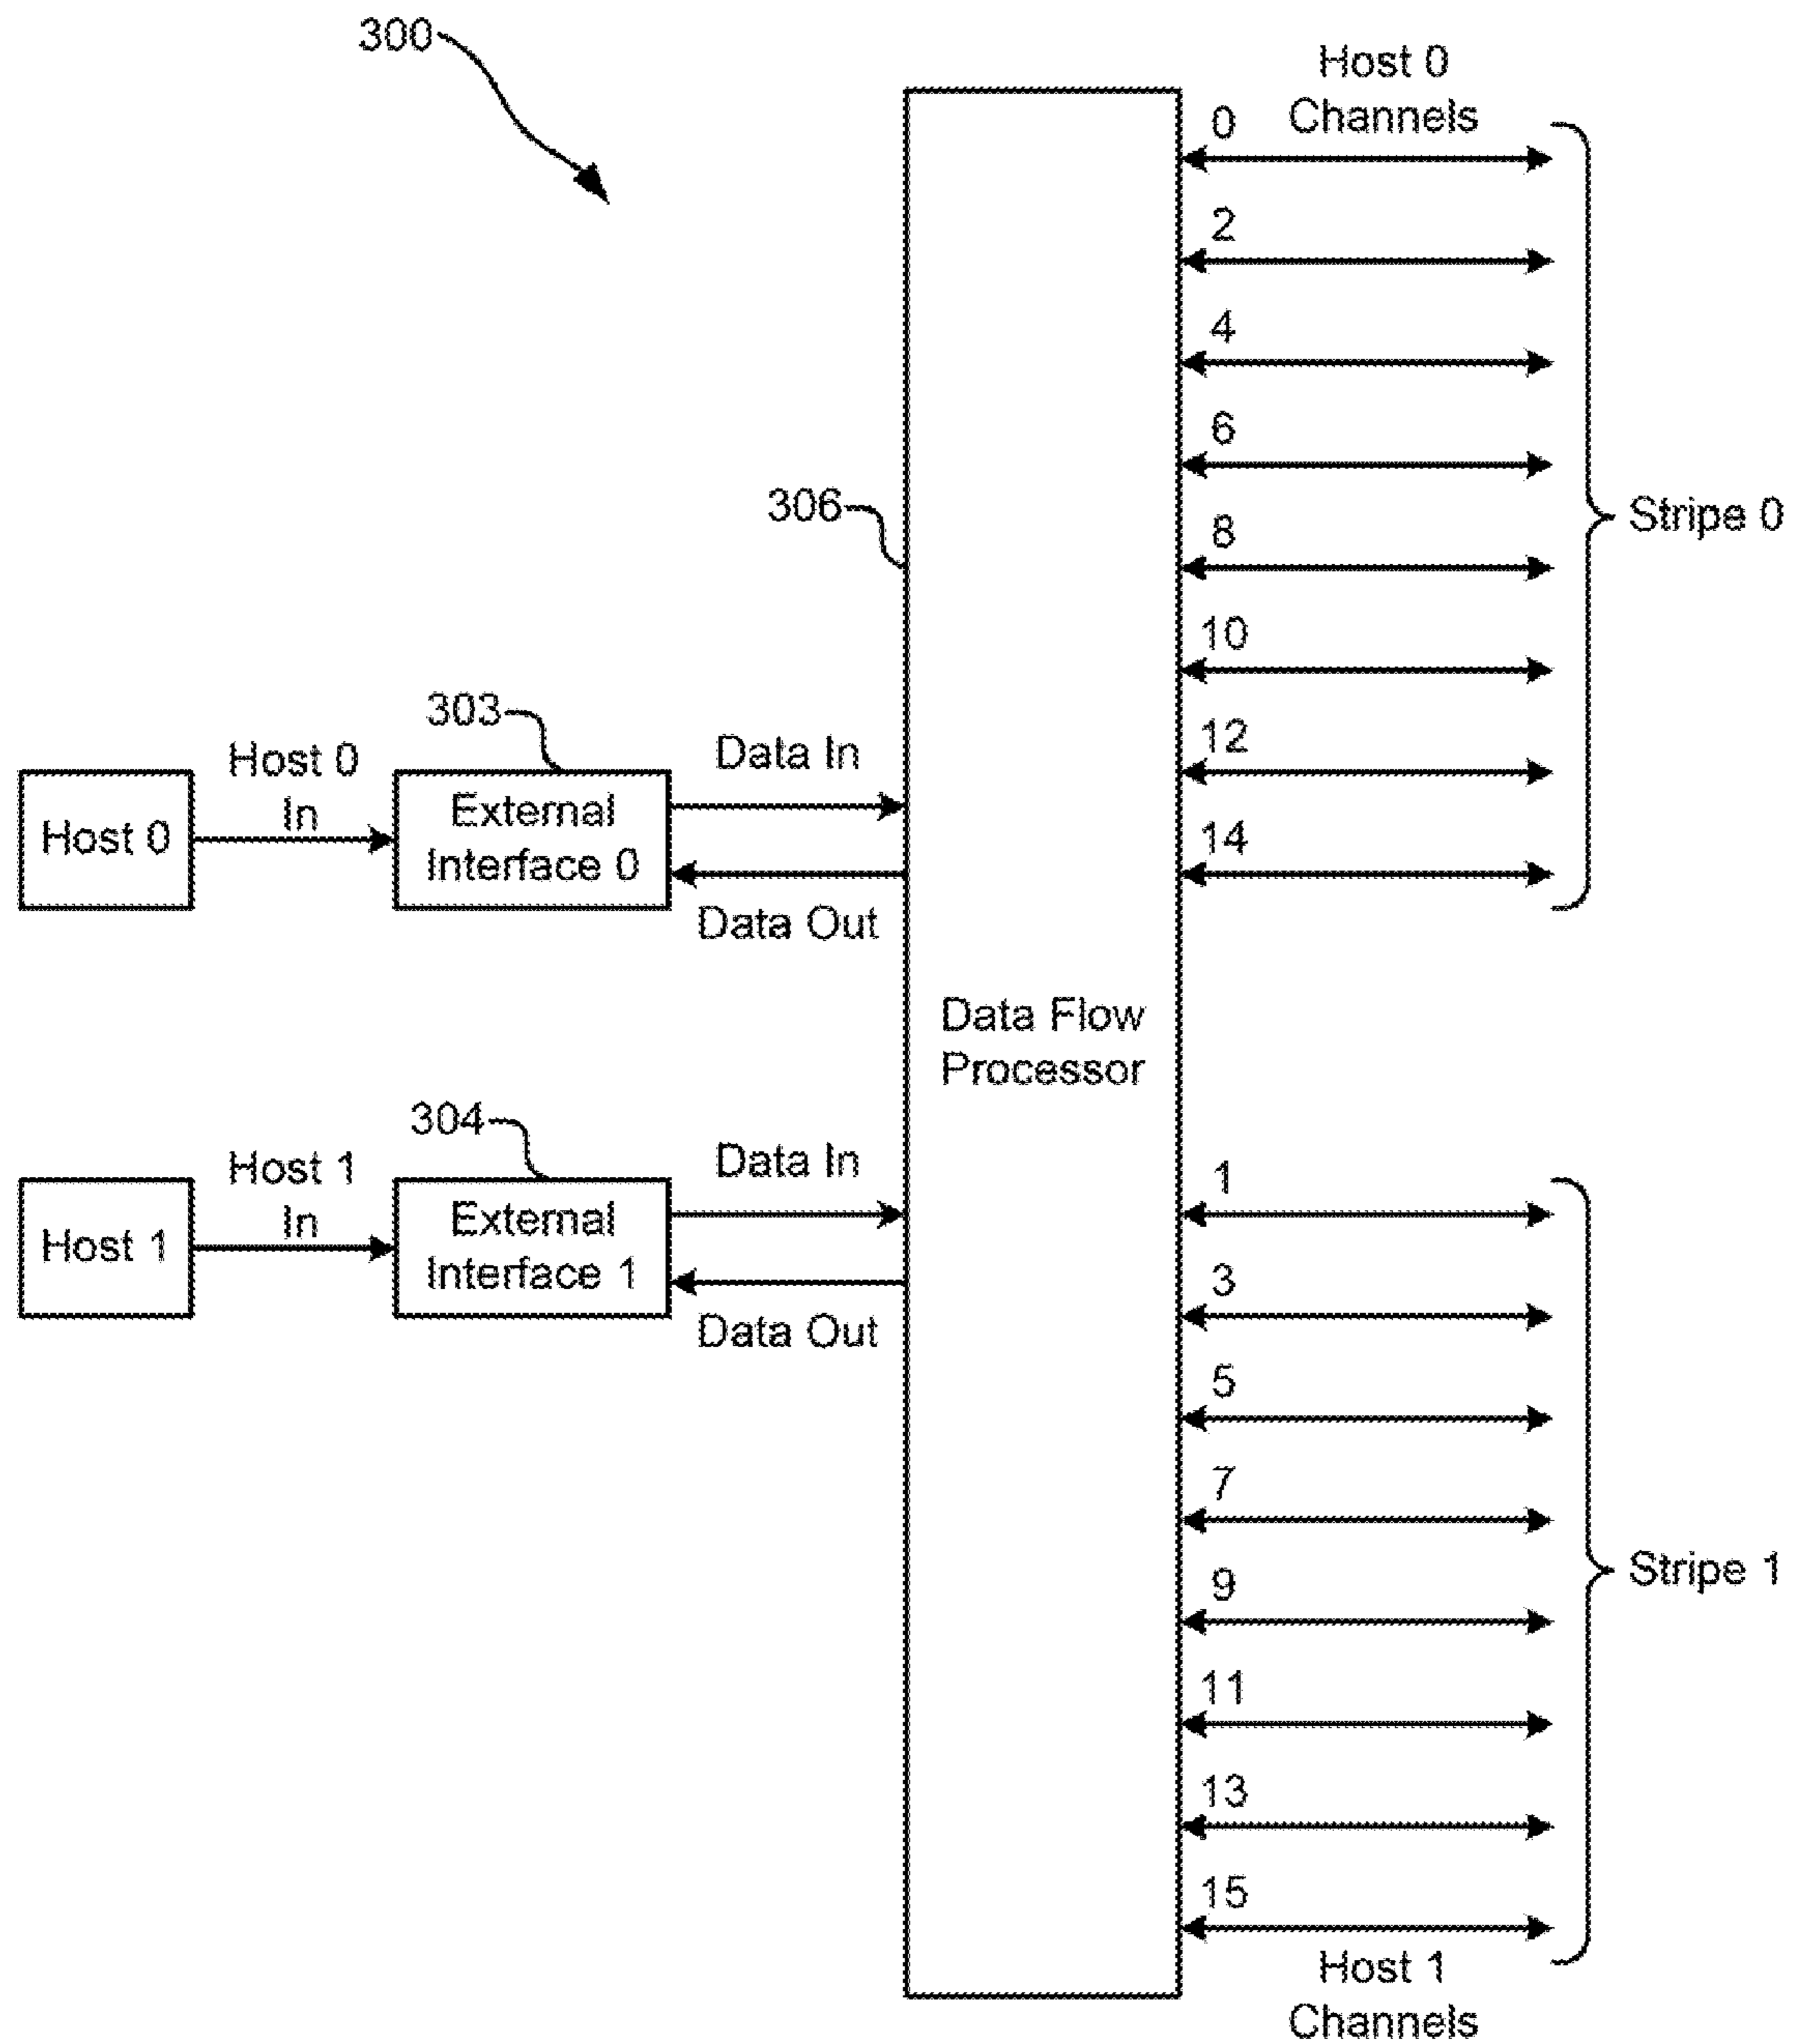 300
Host 0
Channels
0
2
4
6
306
8
Stripe 0
10
303
12
Host 0
In
Data In
Host 0
External
Interface 0
14
Data Out
Data Flow
Processor
304
Host 1
In
Data In
1
Host 1
External
Interface 1
3
Data Out
5
7
9
Stripe 1
11
13
15
Host 1
Channels